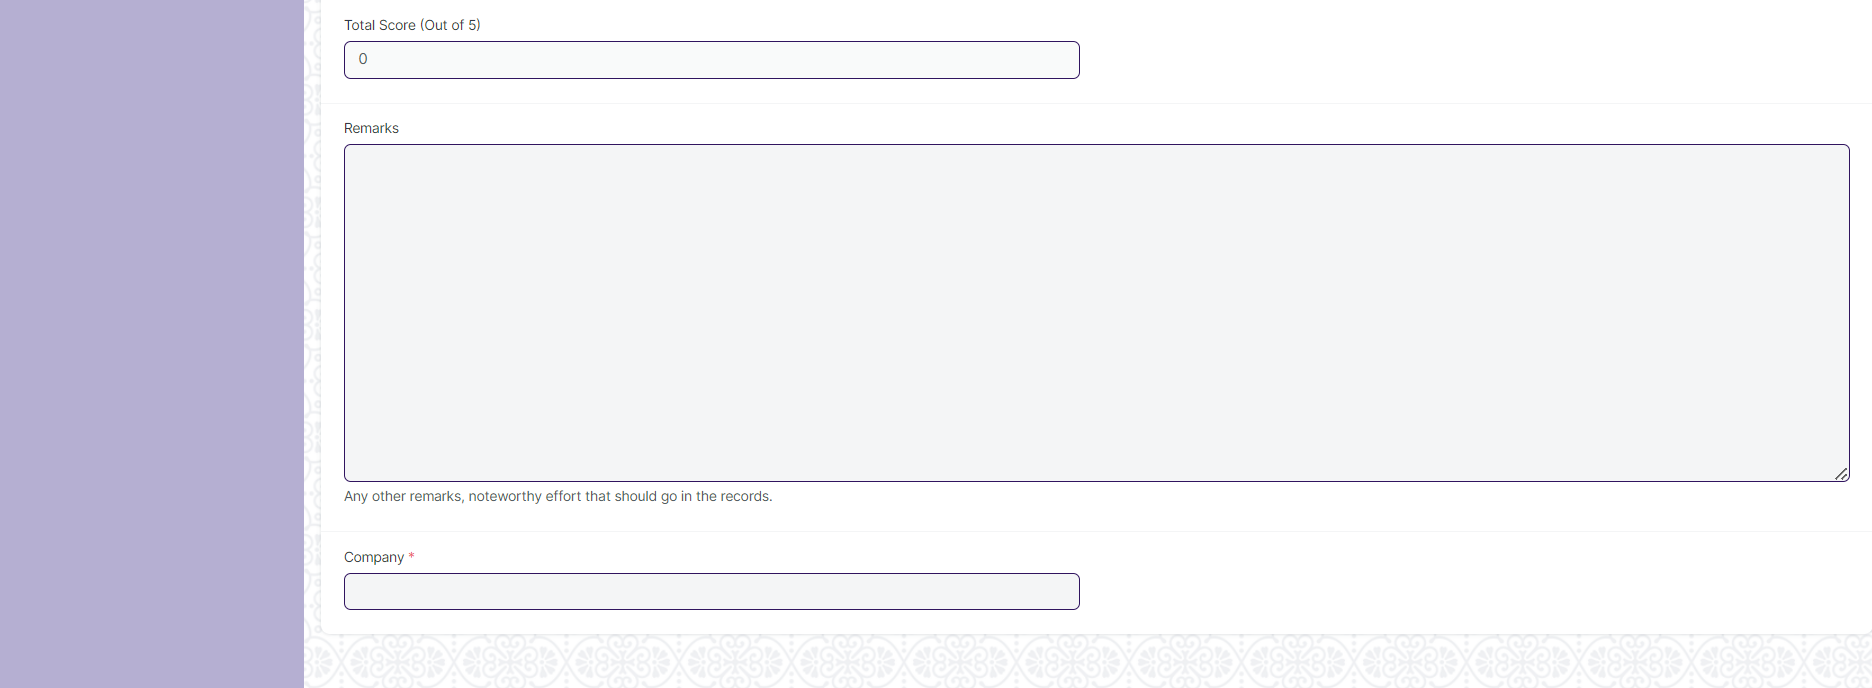 Total Score (Out of 5)
0
Remarks
Any other remarks, noteworthy effort that should go in the records.
Company *